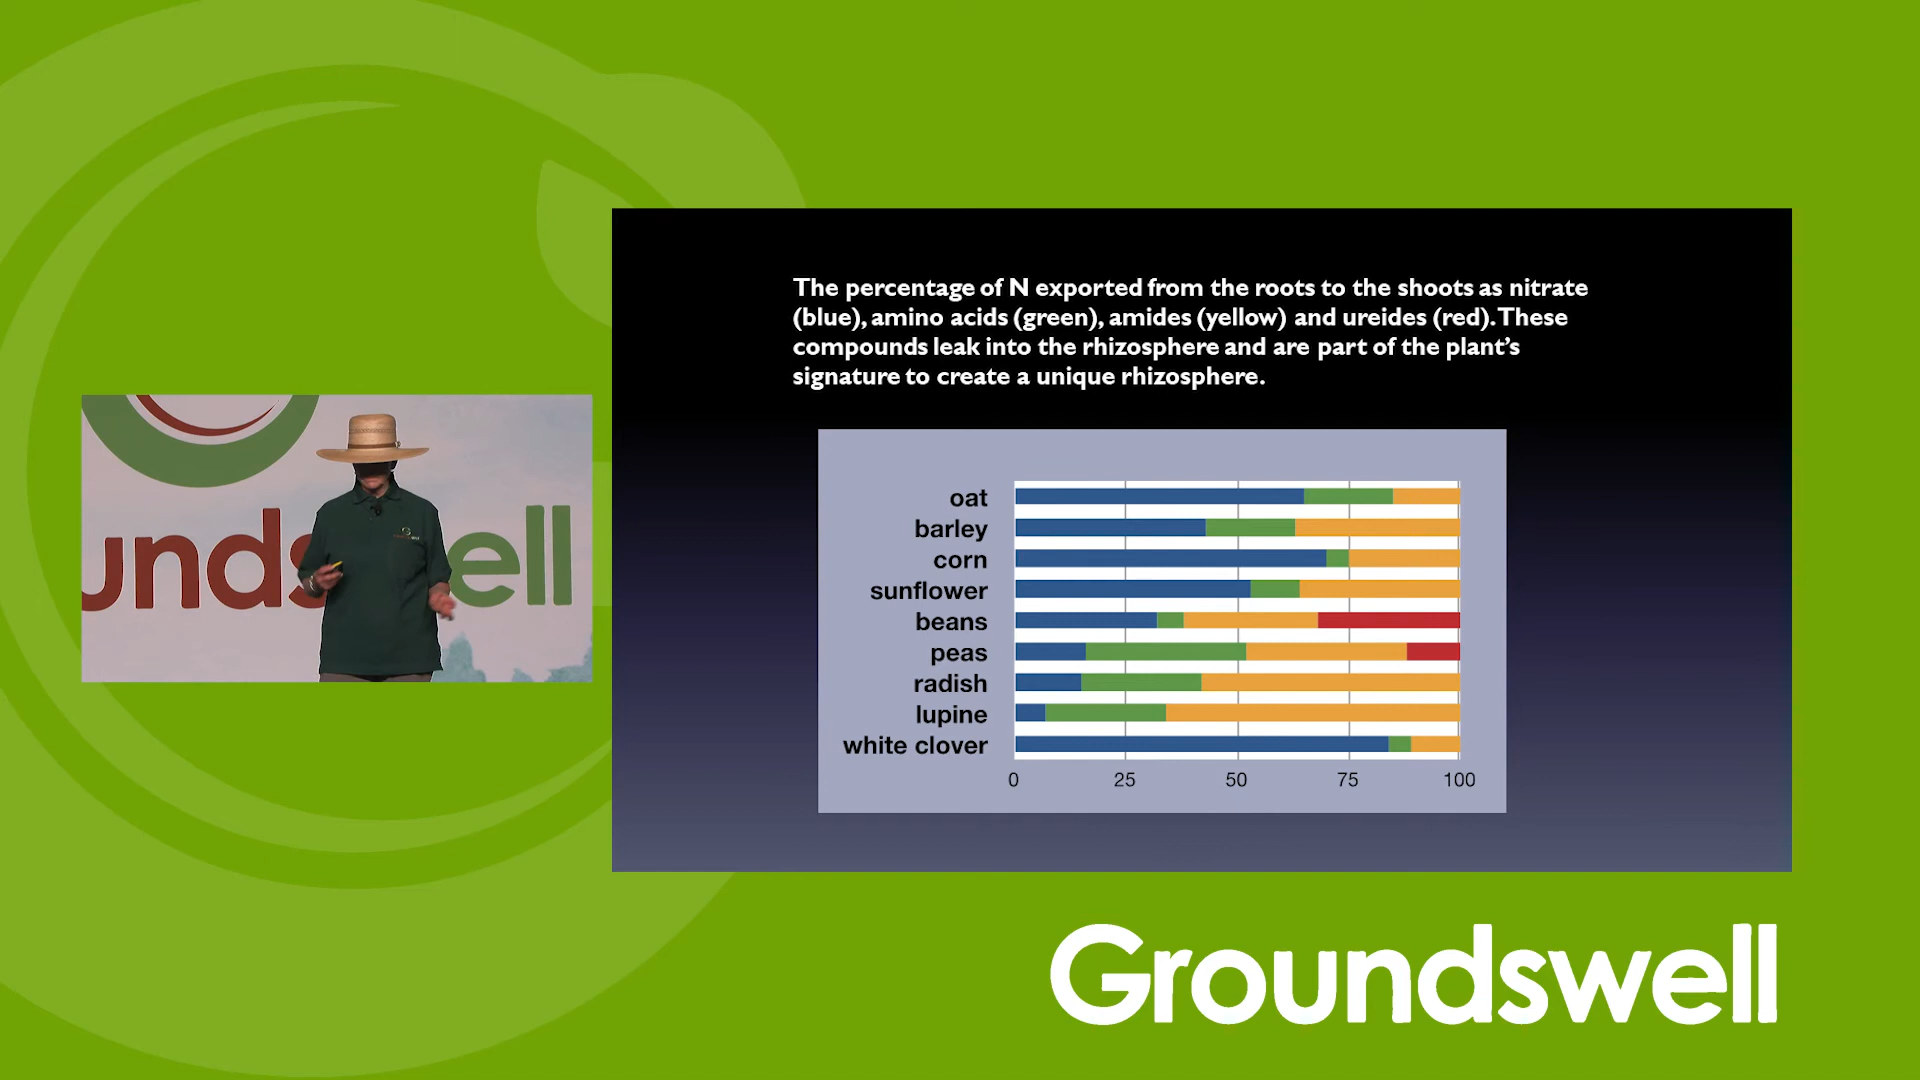 The percentage of N exported from the roots to the shoots as nitrate
(blue), amino acids (green), amides (yellow) and ureides (red). These
compounds leak into the rhizosphere and are part of the plant's
signature to create a unique rhizosphere.
oat
barley
corn
sunflower
beans
peas
radish
lupine
white clover
0 25 50 75 100
unds ell
Groundswell